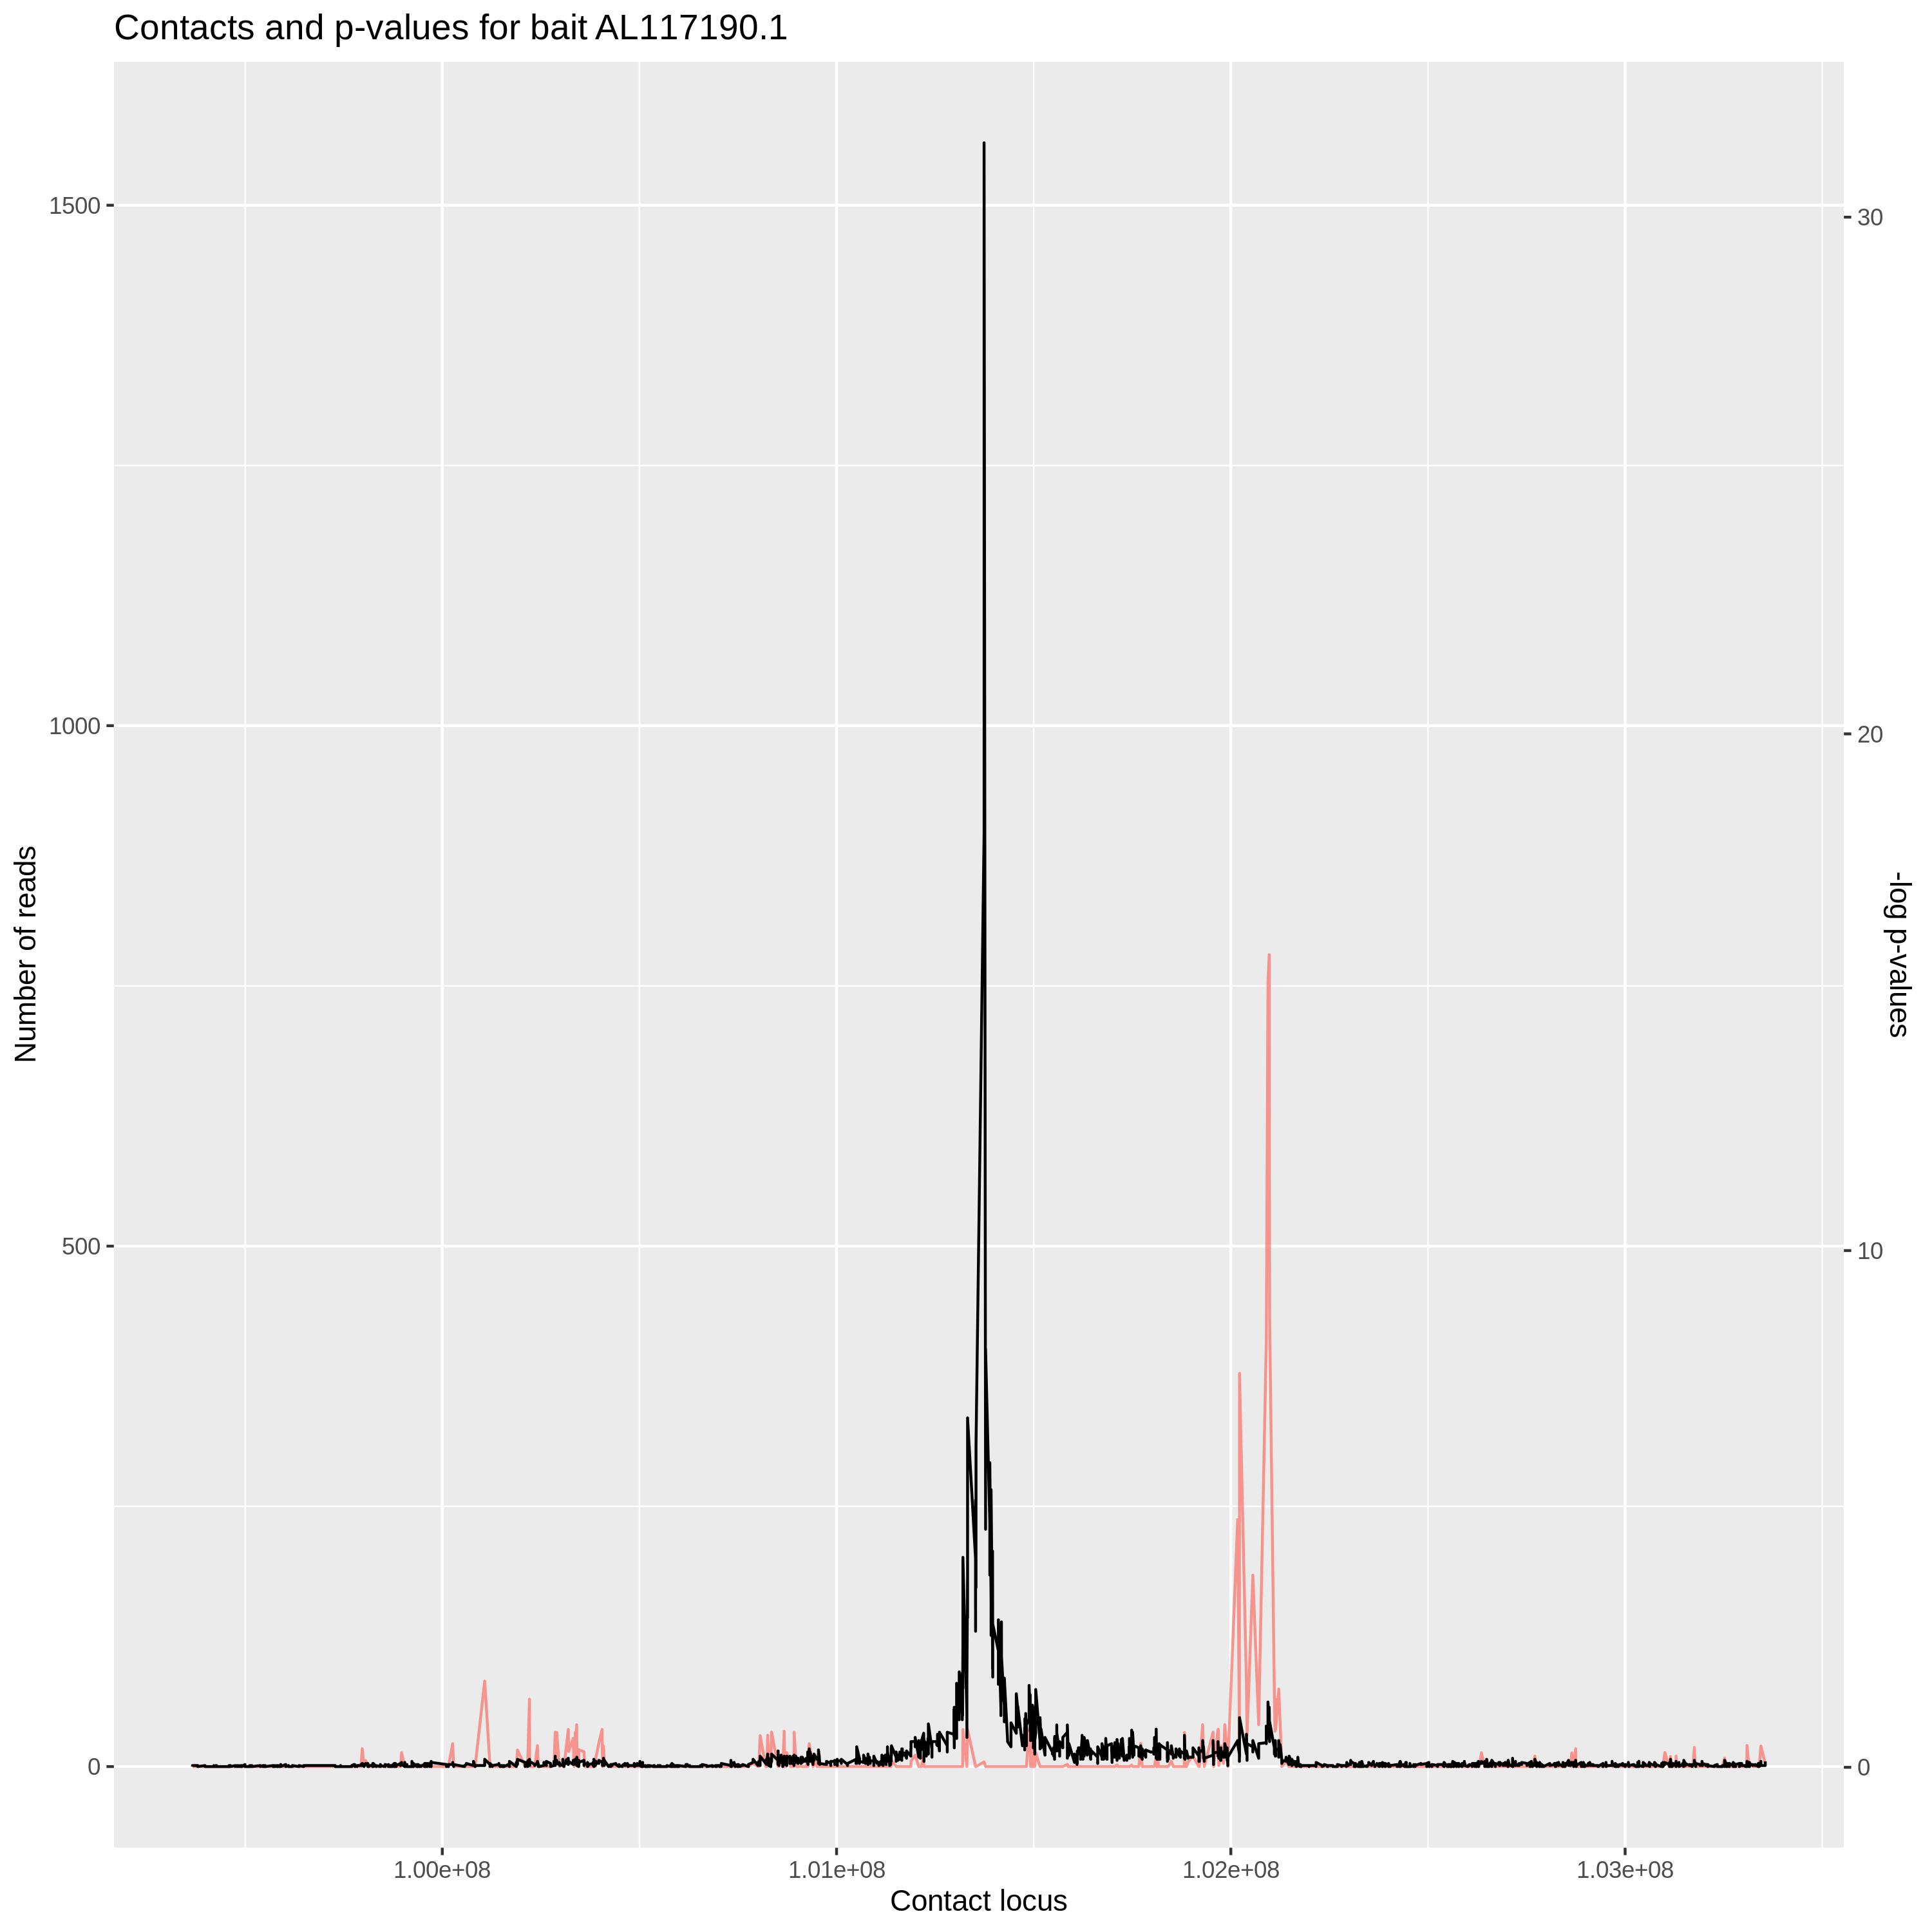 Contacts and p-values for bait AL117190.1
1500
1000
500
0
30
20
10
0
Number of reads
-log p-values
1.00e+08
1.01e+08
1.02e+08
1.03e+08
Contact locus